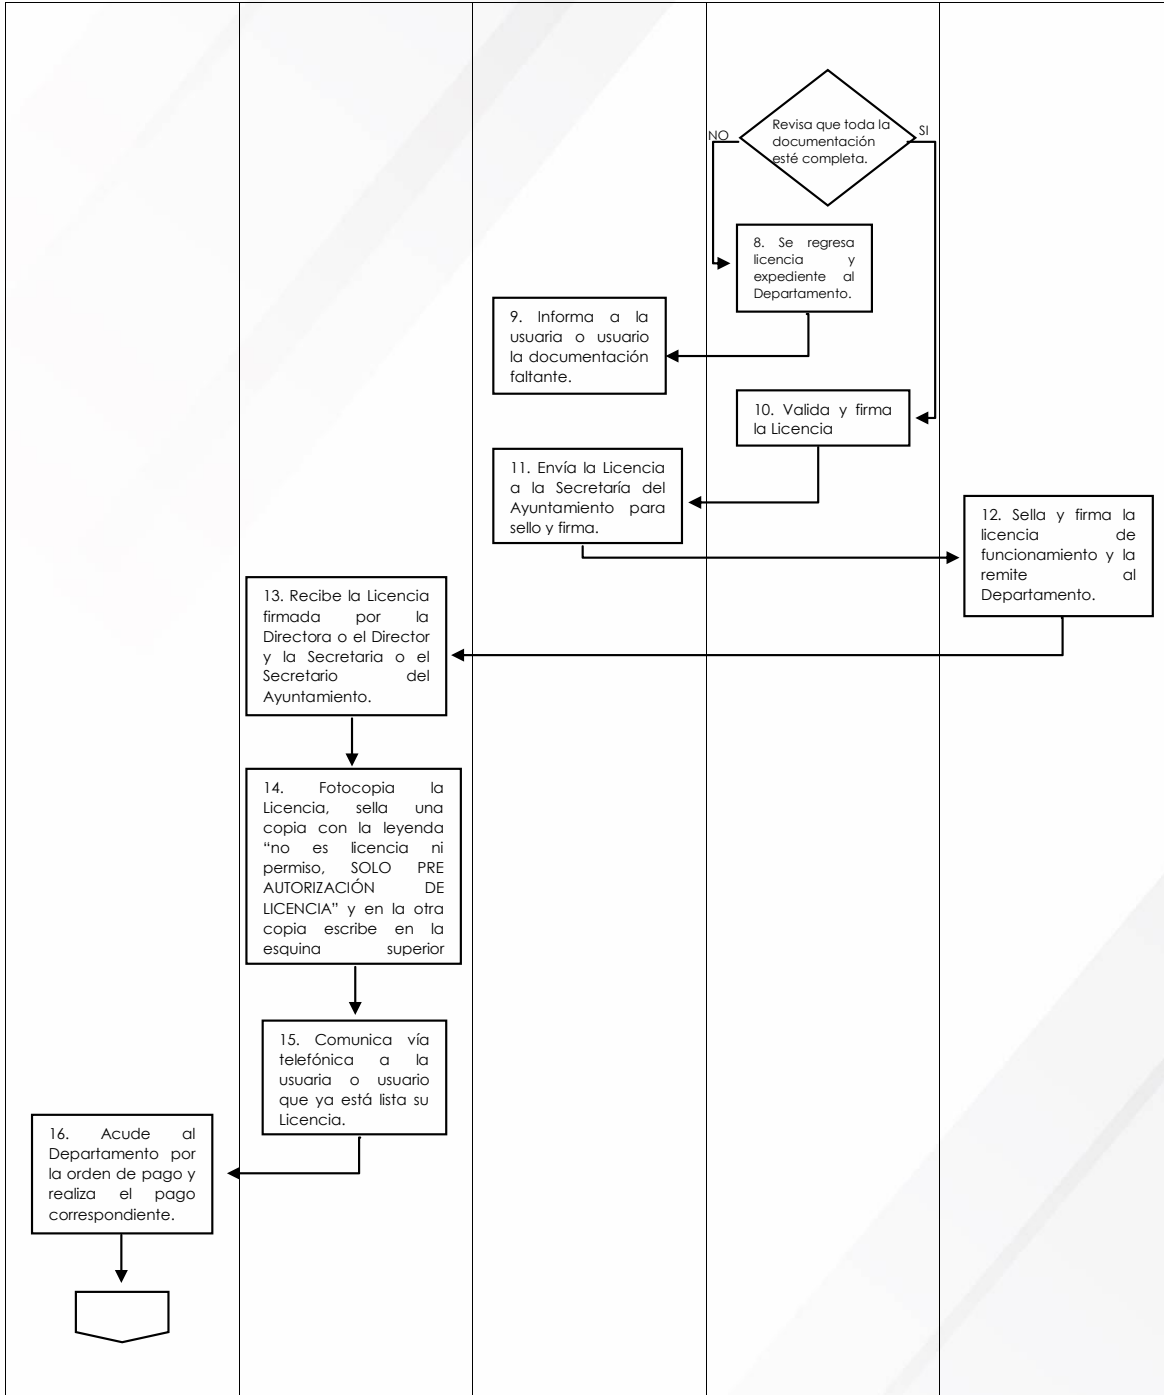 Revisa que toda la
documentación
esté completa.
NO
SI
8. Se regresa
licencia y
expediente al
Departamento.
9. Informa a la
usuaria o usuario
la documentación
faltante.
10. Valida y firma
la Licencia
11. Envía la Licencia
a la Secretaría del
Ayuntamiento para
sello y firma.
12. Sella y firma la
licencia de
funcionamiento y la
remite al
Departamento.
13. Recibe la Licencia
firmada por la
Directora o el Director
y la Secretaria o el
Secretario del
Ayuntamiento.
14. Fotocopia la
Licencia, sella una
copia con la leyenda
“no es licencia ni
permiso, SOLO PRE
AUTORIZACIÓN DE
LICENCIA” y en la otra
copia escribe en la
esquina superior
15. Comunica vía
telefónica a la
usuaria o usuario
que ya está lista su
Licencia.
16. Acude al
Departamento por
la orden de pago y
realiza el pago
correspondiente.